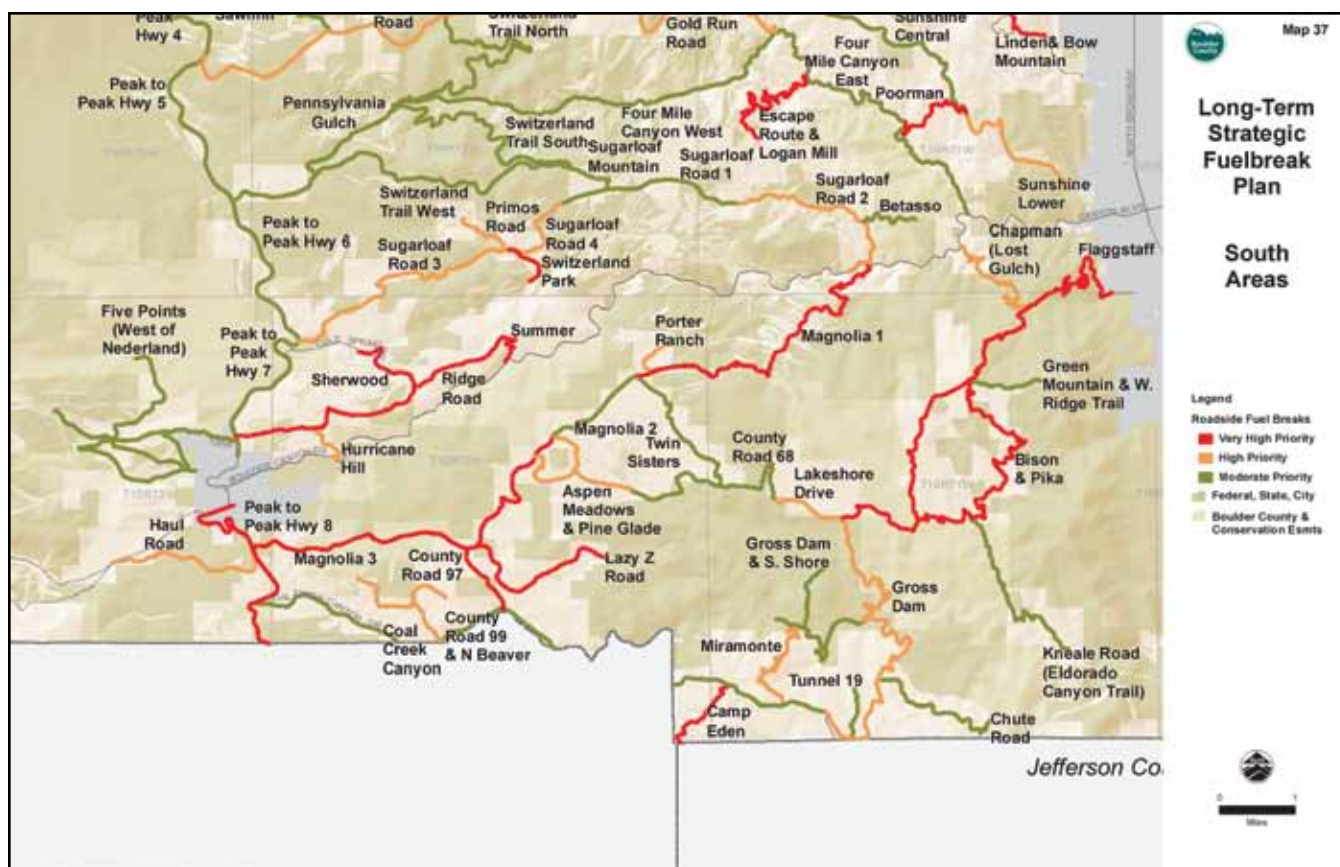 Peak
Hwy 4
Sawmill
Road
Switzerland
Trail North
Gold Run
Road
Sunshine
Central
Linden& Bow
Mountain
Four
Mile Canyon
East
Peak to
Peak Hwy 5
Pennsylvania
Gulch
Four Mile
Canyon West
Poorman
Escape
Route &
Logan Mill
Switzerland
Trail South
Sugarloaf
Mountain
Sugarloaf
Road 1
Sugarloaf
Road 2
Sunshine
Lower
Switzerland
Trail West
Primos
Road
Betasso
Peak to
Peak Hwy 6
Sugarloaf
Road 3
Sugarloaf
Road 4
Switzerland
Park
Chapman
(Lost
Gulch)
Flaggstaff
Five Points
(West of
Nederland)
Peak to
Peak
Hwy 7
Summer
Porter
Ranch
Magnolia 1
Sherwood
Ridge
Road
Green
Mountain & W.
Ridge Trail
Hurricane
Hill
Magnolia 2
Twin
Sisters
County
Road 68
Bison
& Pika
Lakeshore
Drive
Aspen
Meadows
& Pine Glade
Haul
Road
Peak to
Peak Hwy 8
Magnolia 3
County
Road 97
Lazy Z
Road
Gross Dam
& S. Shore
Gross
Dam
Coal
Creek
Canyon
County
Road 99
& N Beaver
Miramonte
Tunnel 19
Kneale Road
(Eldorado
Canyon Trail)
Camp
Eden
Chute
Road
Jefferson Co
Map 37
Boulder
County
Long-Term
Strategic
Fuelbreak
Plan
South
Areas
Legend
Roadside Fuel Breaks
Very High Priority
High Priority
Moderate Priority
Federal, State, City
Boulder County &
Conservation Esmts
0 1
Miles